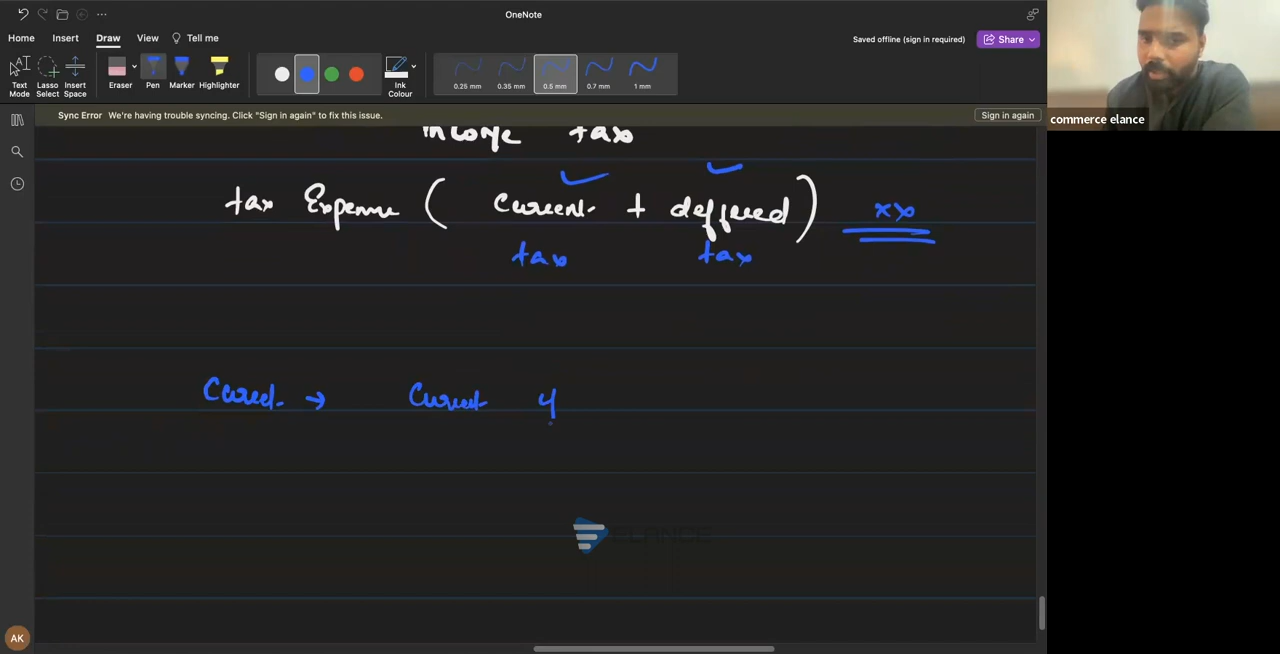 OneNote
Home Insert Draw View Tell me
Saved offline (sign in required) Share
Text Mode Lasso Select Insert Space Eraser Pen Marker Highlighter Ink Colour 0.25 mm 0.35 mm 0.5 mm 0.7 mm 1 mm
Sync Error We're having trouble syncing. Click "Sign in again" to fix this issue. Sign in again
commerce elance
income tax
tax Expense ( current + deffered ) xx
tax tax
Current → Current y
ELANCE
AK